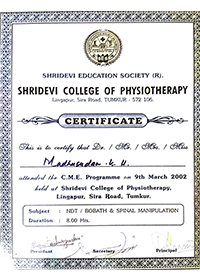 SHRIDEVI EDUCATION SOCIETY (R).
SHRIDEVI COLLEGE OF PHYSIOTHERAPY
Lingapur, Sira Road, TUMKUR - 572 106.
CERTIFICATE
This is to certify that Dr. / Mr. / Mrs. / Miss
Madhusudan. K. U.
attended the C.M.E. Programme on 9th March 2002
held at Shridevi College of Physiotherapy,
Lingapur, Sira Road, Tumkur.
Subject : NDT / BOBATH & SPINAL MANIPULATION
Duration : 8.00 Hrs.
President Secretary Principal